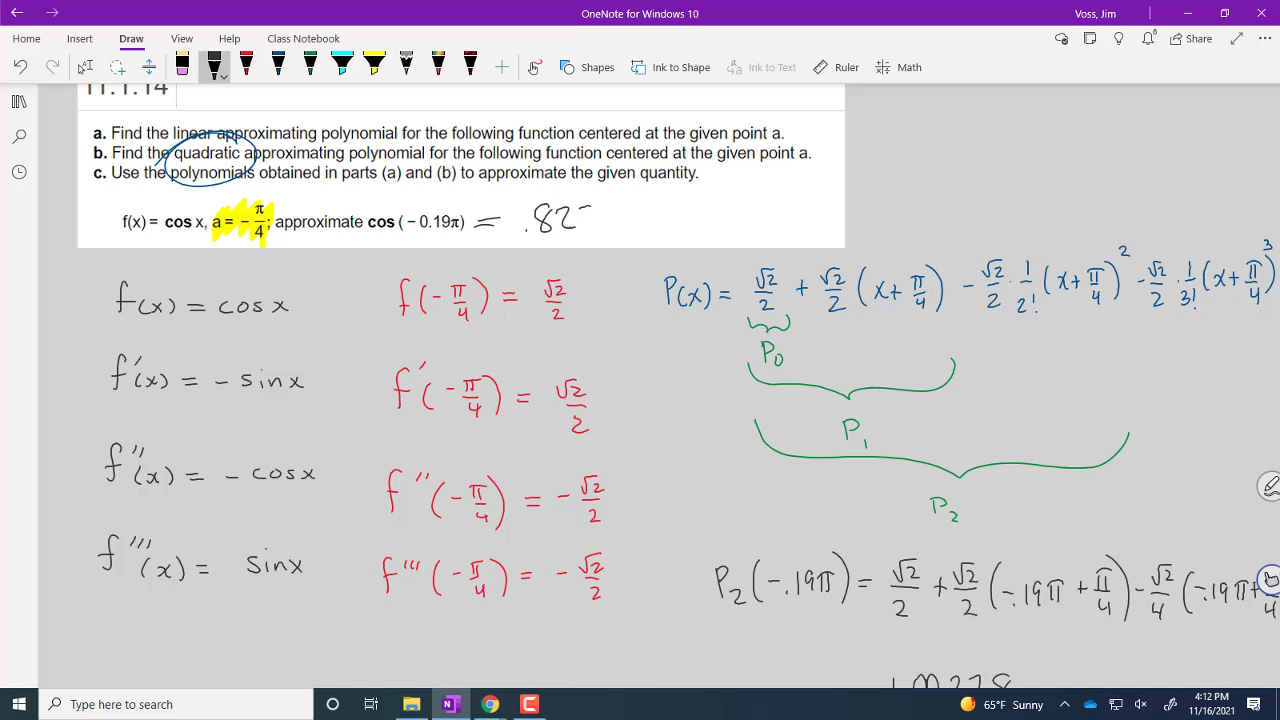 OneNote for Windows 10
Voss, Jim
Home Insert Draw View Help Class Notebook
Share
Shapes Ink to Shape Ink to Text Ruler Math
11.1.14
a. Find the linear approximating polynomial for the following function centered at the given point a.
b. Find the quadratic approximating polynomial for the following function centered at the given point a.
c. Use the polynomials obtained in parts (a) and (b) to approximate the given quantity.
f(x) = cos x, a = − π/4; approximate cos (− 0.19π) = .82
f(x) = cos x
f(-π/4) = √2/2
P(x) = √2/2 + √2/2 (x+π/4) - √2/2 · 1/2! (x+π/4)² - √2/2 · 1/3! (x+π/4)³
P₀
f'(x) = - sin x
f'(-π/4) = √2/2
P₁
f''(x) = - cos x
f''(-π/4) = - √2/2
P₂
f'''(x) = sin x
f'''(-π/4) = - √2/2
P₂(-.19π) = √2/2 + √2/2 (-.19π + π/4) - √2/4 (-.19π + π/4
Type here to search
65°F Sunny
4:12 PM
11/16/2021